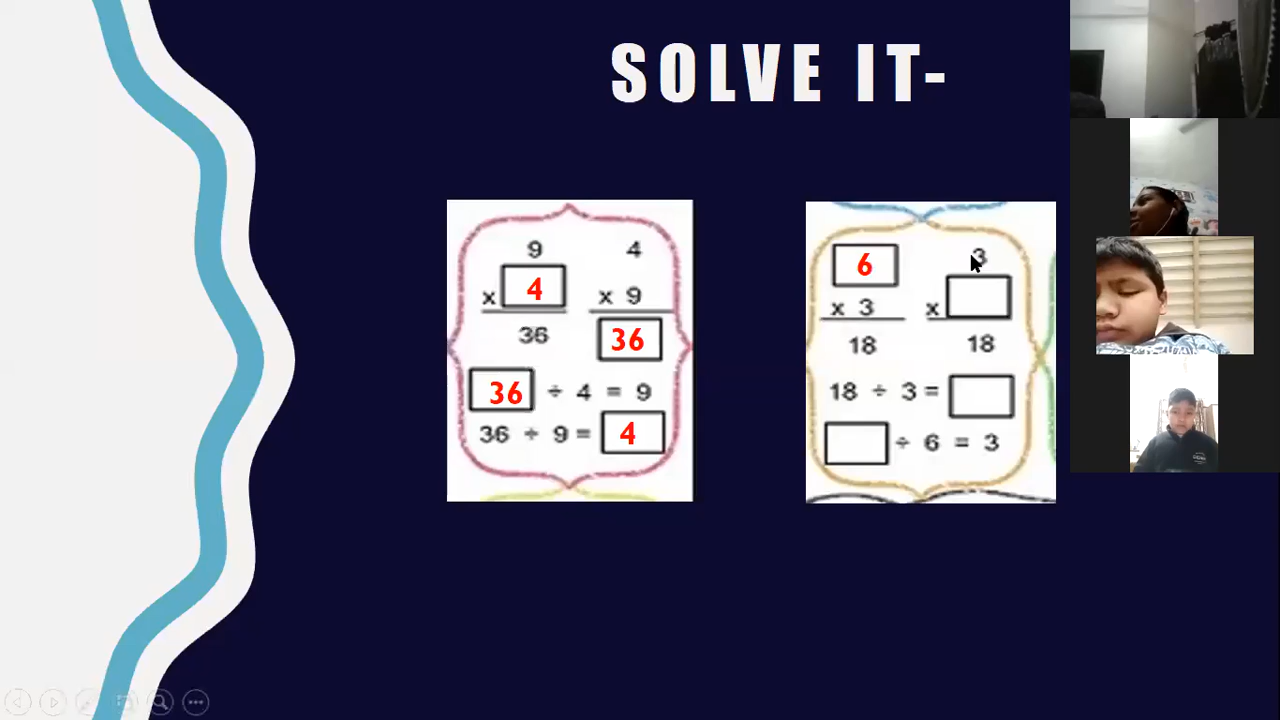 SOLVE IT-
9 4
x 4 x 9
36 36
36 ÷ 4 = 9
36 ÷ 9 = 4
6 3
x 3 x
18 18
18 ÷ 3 =
÷ 6 = 3